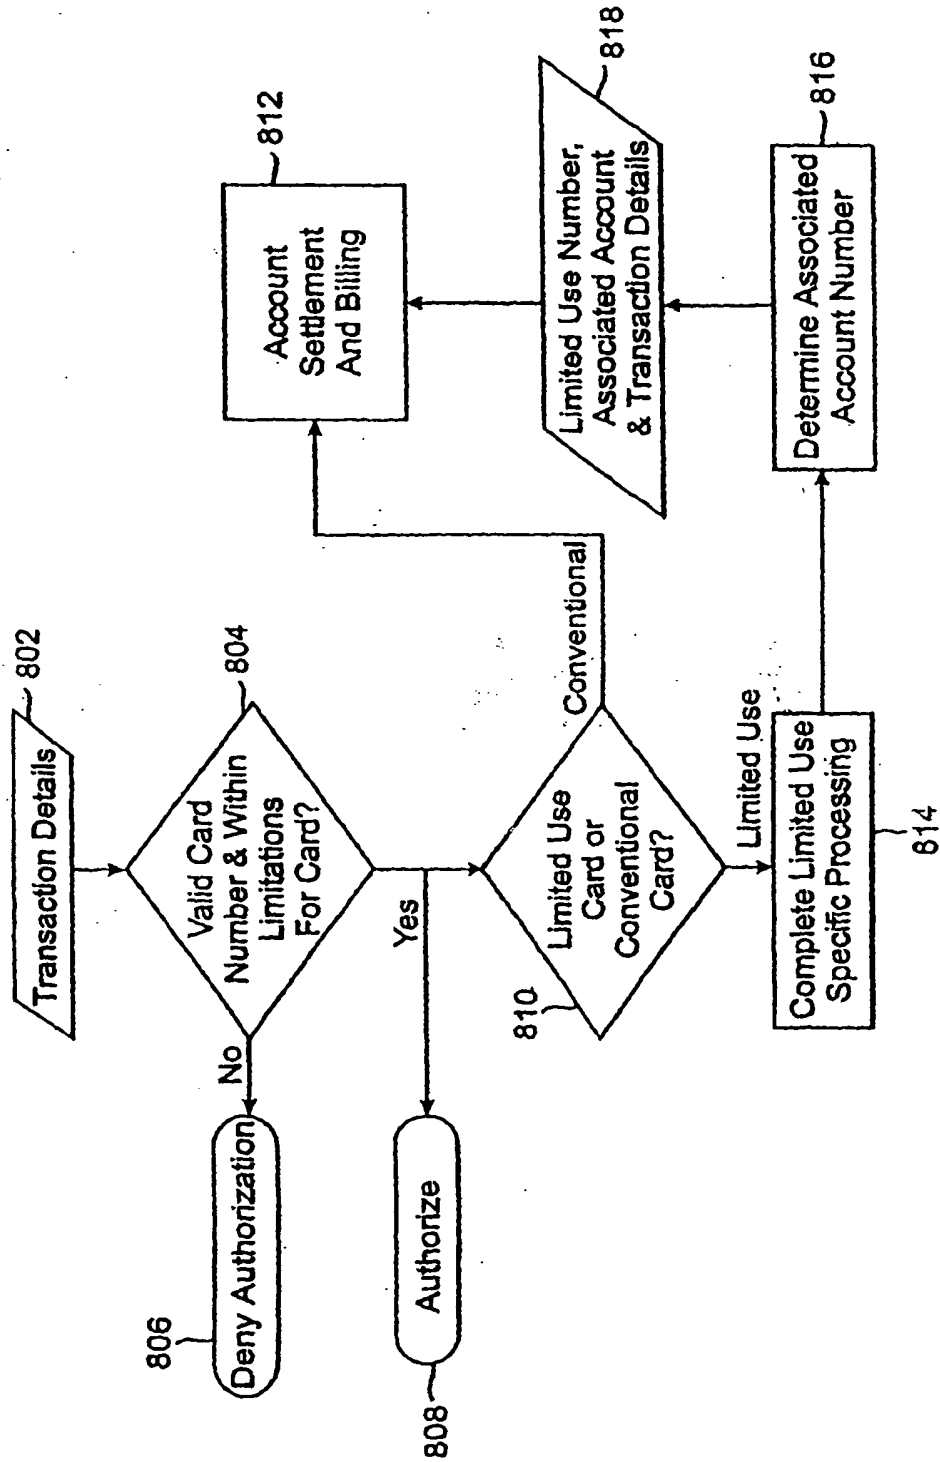 802
Transaction Details
804
Valid Card
Number & Within
Limitations
For Card?
No
806
Deny Authorization
Yes
808
Authorize
810
Limited Use
Card or
Conventional
Card?
Conventional
812
Account
Settlement
And Billing
Limited Use
Complete Limited Use
Specific Processing
814
Determine Associated
Account Number
816
Limited Use Number,
Associated Account
& Transaction Details
818